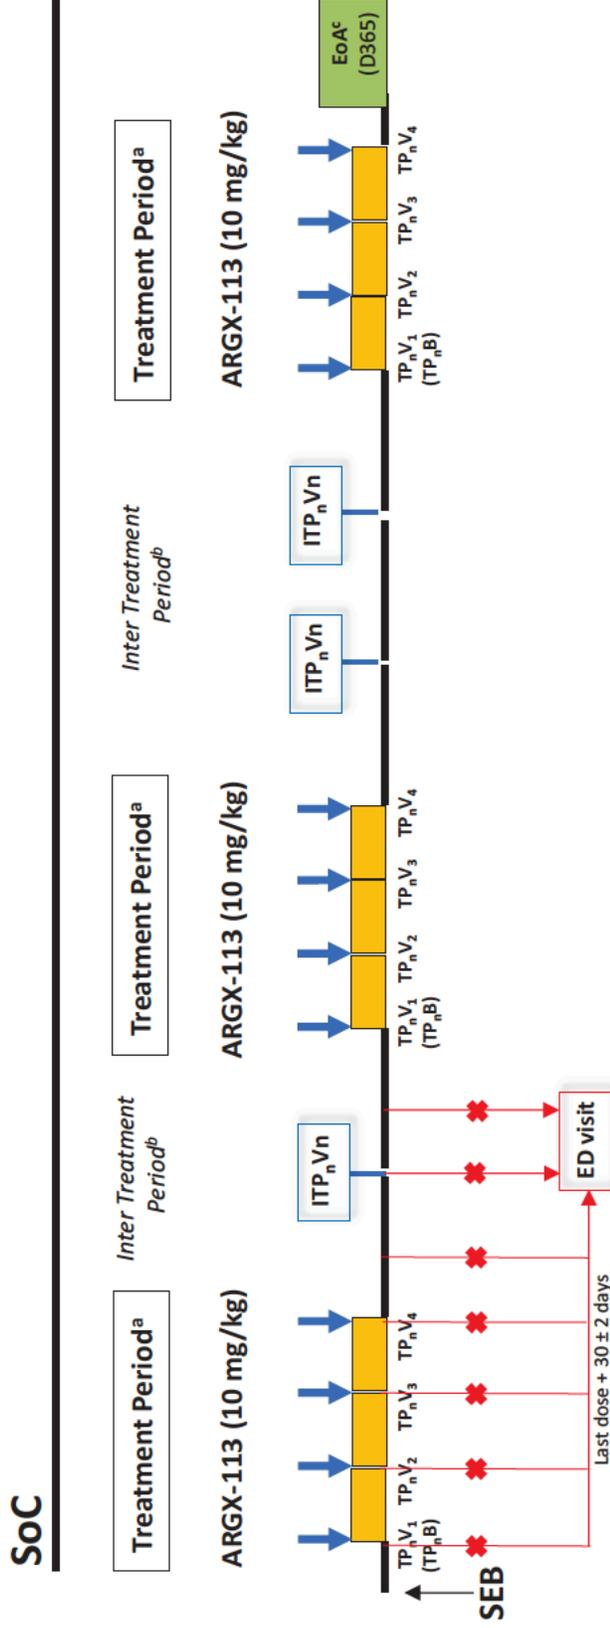 SoC
Treatment Periodᵃ
Inter Treatment
Periodᵇ
Treatment Periodᵃ
Inter Treatment
Periodᵇ
Treatment Periodᵃ
ARGX-113 (10 mg/kg)
ARGX-113 (10 mg/kg)
ARGX-113 (10 mg/kg)
ITPₙVn
ITPₙVn
ITPₙVn
EoAᶜ
(D365)
TPₙV₁
(TPₙB)
TPₙV₂
TPₙV₃
TPₙV₄
TPₙV₁
(TPₙB)
TPₙV₂
TPₙV₃
TPₙV₄
TPₙV₁
(TPₙB)
TPₙV₂
TPₙV₃
TPₙV₄
SEB
ED visit
Last dose + 30 ± 2 days